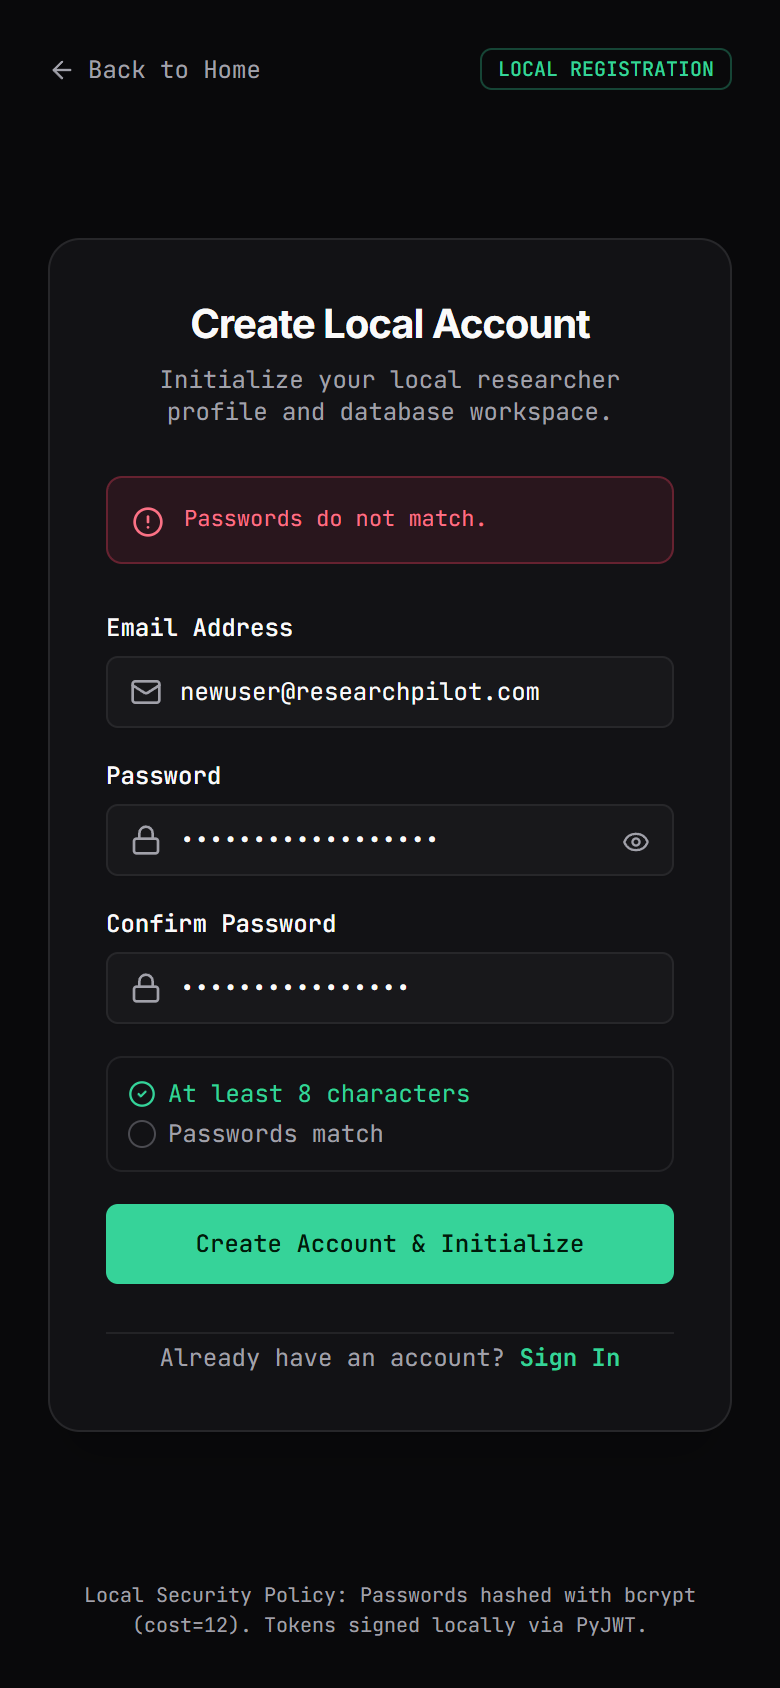 Back to Home
LOCAL REGISTRATION
Create Local Account
Initialize your local researcher
profile and database workspace.
Passwords do not match.
Email Address
newuser@researchpilot.com
Password
••••••••••••••••••
Confirm Password
••••••••••••••••
At least 8 characters
Passwords match
Create Account & Initialize
Already have an account? Sign In
Local Security Policy: Passwords hashed with bcrypt
(cost=12). Tokens signed locally via PyJWT.